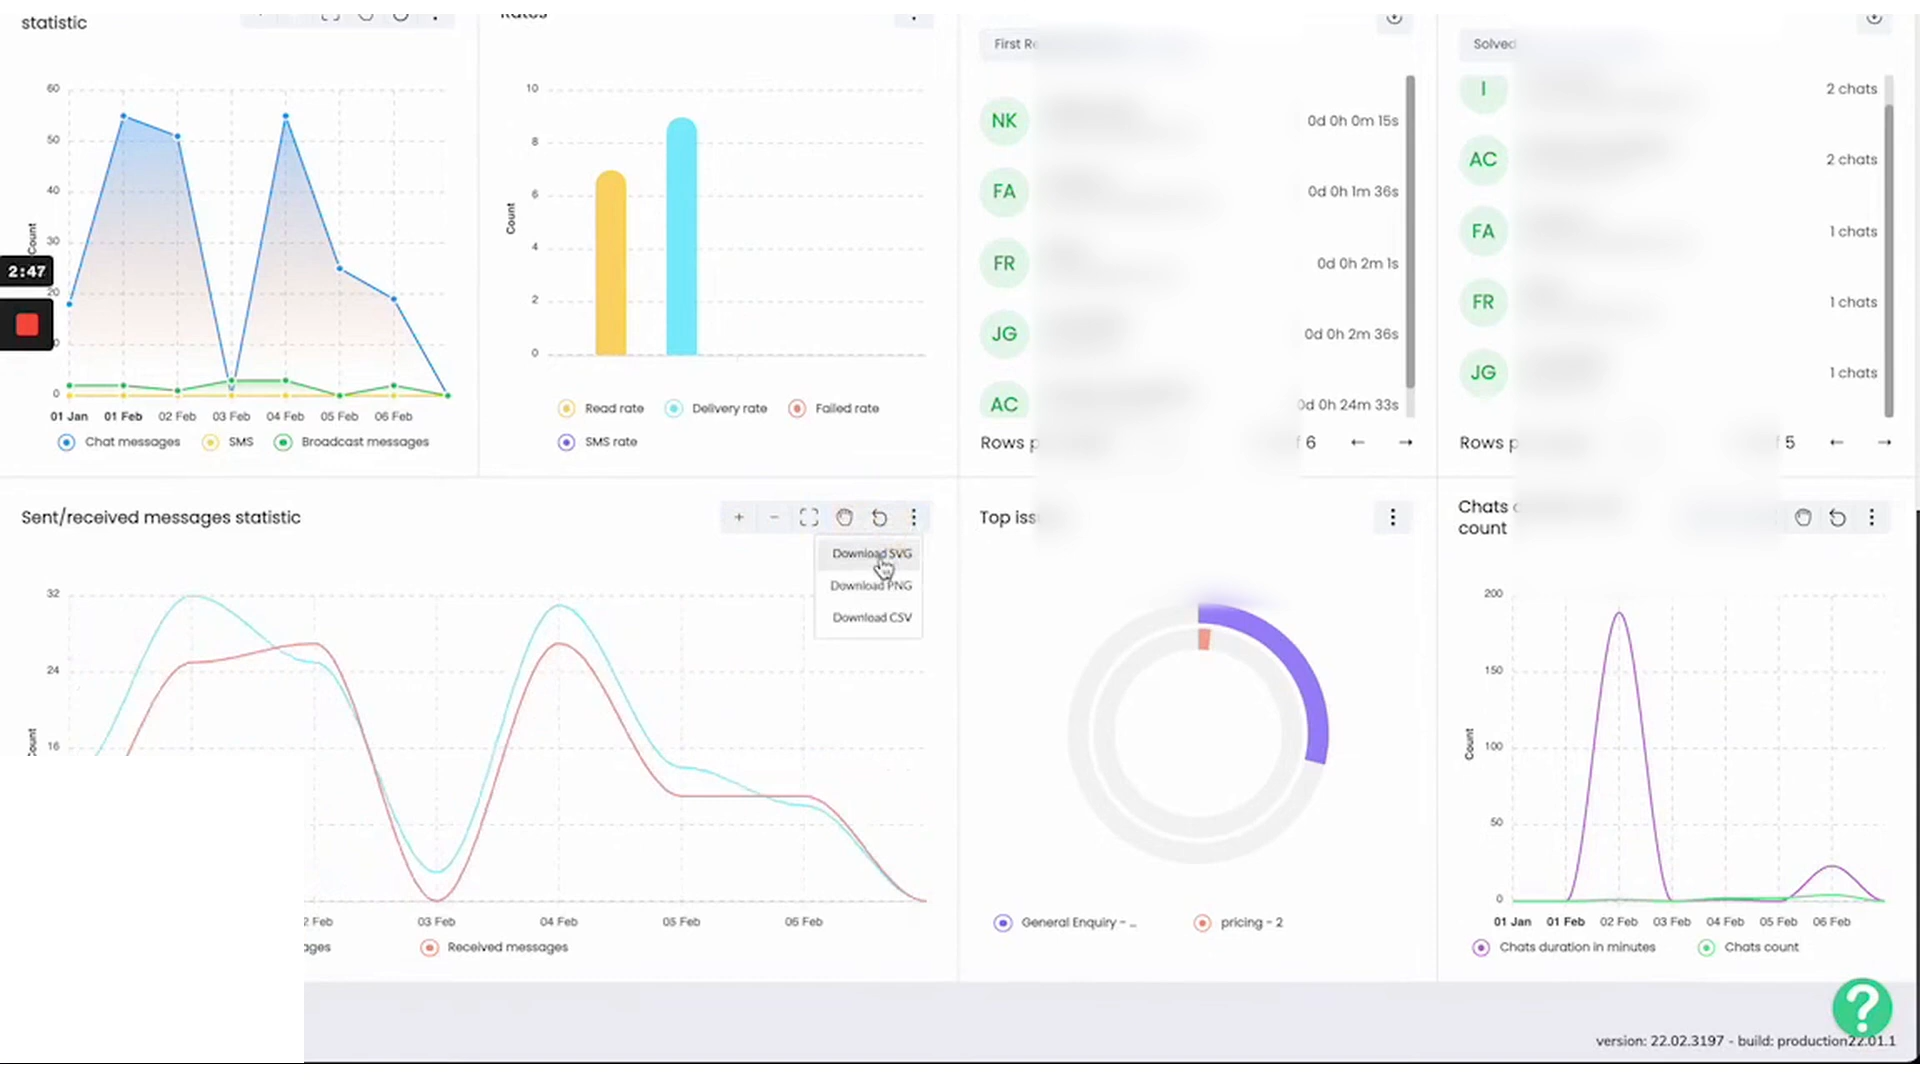 statistic
60
50
40
30
20
0
Count
01 Jan 01 Feb 02 Feb 03 Feb 04 Feb 05 Feb 06 Feb
Chat messages SMS Broadcast messages
2:47
10
8
6
4
2
0
Count
Read rate Delivery rate Failed rate
SMS rate
First Re
NK 0d 0h 0m 15s
FA 0d 0h 1m 36s
FR 0d 0h 2m 1s
JG 0d 0h 2m 36s
AC 0d 0h 24m 33s
Rows p f 6 ← →
Solved
I 2 chats
AC 2 chats
FA 1 chats
FR 1 chats
JG 1 chats
Rows p f 5 ← →
Sent/received messages statistic
+ −
Download SVG
Download PNG
Download CSV
32
24
16
ount
2 Feb 03 Feb 04 Feb 05 Feb 06 Feb
ages Received messages
Top iss
General Enquiry - ...
pricing - 2
Chats
count
200
150
100
50
0
Count
01 Jan 01 Feb 02 Feb 03 Feb 04 Feb 05 Feb 06 Feb
Chats duration in minutes Chats count
?
version: 22.02.3197 - build: production22.01.1